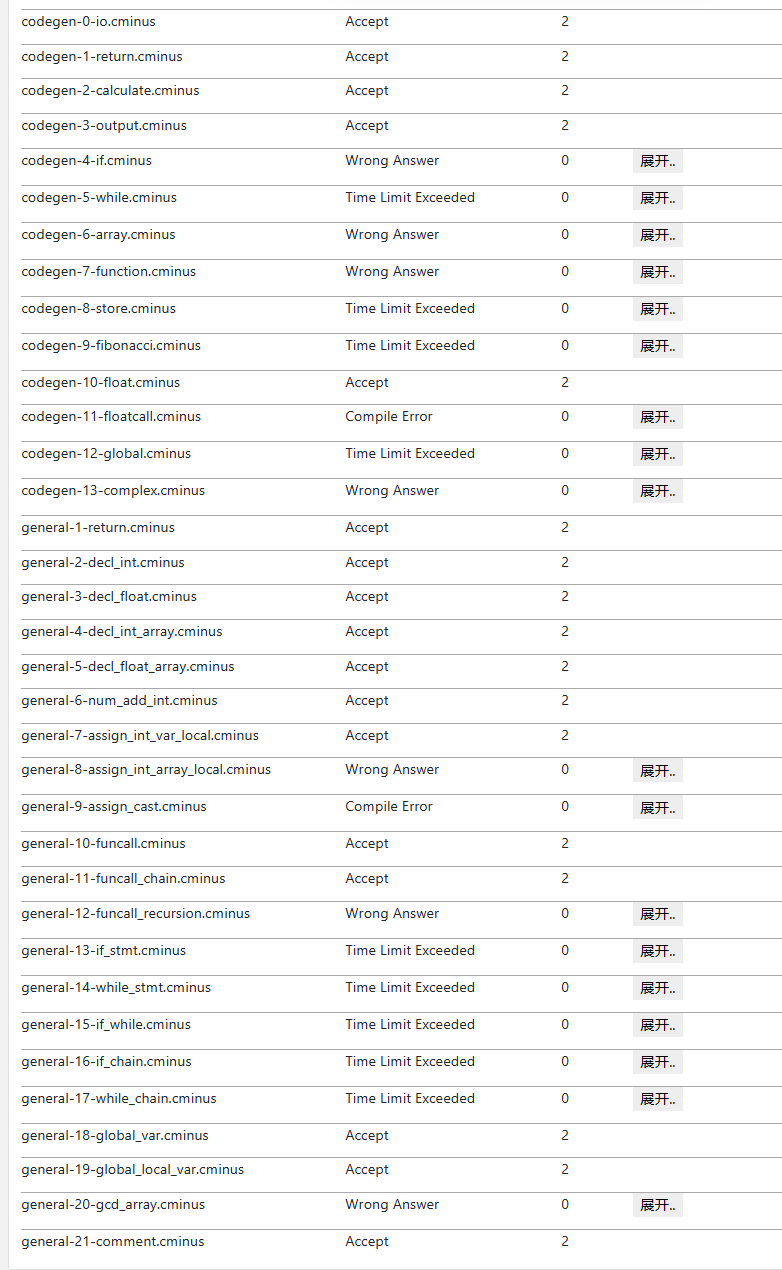 codegen-0-io.cminus Accept 2
codegen-1-return.cminus Accept 2
codegen-2-calculate.cminus Accept 2
codegen-3-output.cminus Accept 2
codegen-4-if.cminus Wrong Answer 0 展开..
codegen-5-while.cminus Time Limit Exceeded 0 展开..
codegen-6-array.cminus Wrong Answer 0 展开..
codegen-7-function.cminus Wrong Answer 0 展开..
codegen-8-store.cminus Time Limit Exceeded 0 展开..
codegen-9-fibonacci.cminus Time Limit Exceeded 0 展开..
codegen-10-float.cminus Accept 2
codegen-11-floatcall.cminus Compile Error 0 展开..
codegen-12-global.cminus Time Limit Exceeded 0 展开..
codegen-13-complex.cminus Wrong Answer 0 展开..
general-1-return.cminus Accept 2
general-2-decl_int.cminus Accept 2
general-3-decl_float.cminus Accept 2
general-4-decl_int_array.cminus Accept 2
general-5-decl_float_array.cminus Accept 2
general-6-num_add_int.cminus Accept 2
general-7-assign_int_var_local.cminus Accept 2
general-8-assign_int_array_local.cminus Wrong Answer 0 展开..
general-9-assign_cast.cminus Compile Error 0 展开..
general-10-funcall.cminus Accept 2
general-11-funcall_chain.cminus Accept 2
general-12-funcall_recursion.cminus Wrong Answer 0 展开..
general-13-if_stmt.cminus Time Limit Exceeded 0 展开..
general-14-while_stmt.cminus Time Limit Exceeded 0 展开..
general-15-if_while.cminus Time Limit Exceeded 0 展开..
general-16-if_chain.cminus Time Limit Exceeded 0 展开..
general-17-while_chain.cminus Time Limit Exceeded 0 展开..
general-18-global_var.cminus Accept 2
general-19-global_local_var.cminus Accept 2
general-20-gcd_array.cminus Wrong Answer 0 展开..
general-21-comment.cminus Accept 2